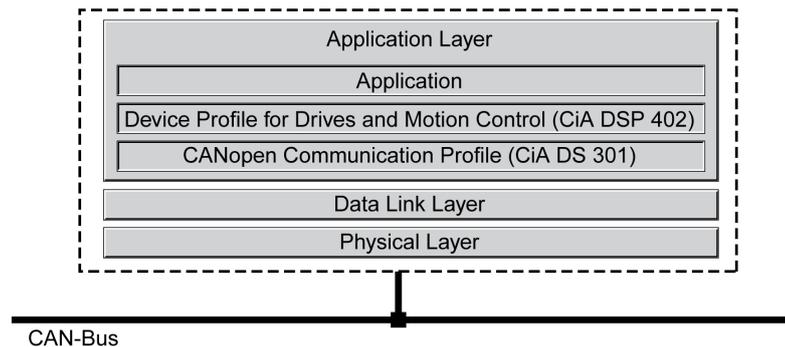 Application Layer
Application
Device Profile for Drives and Motion Control (CiA DSP 402)
CANopen Communication Profile (CiA DS 301)
Data Link Layer
Physical Layer
CAN-Bus